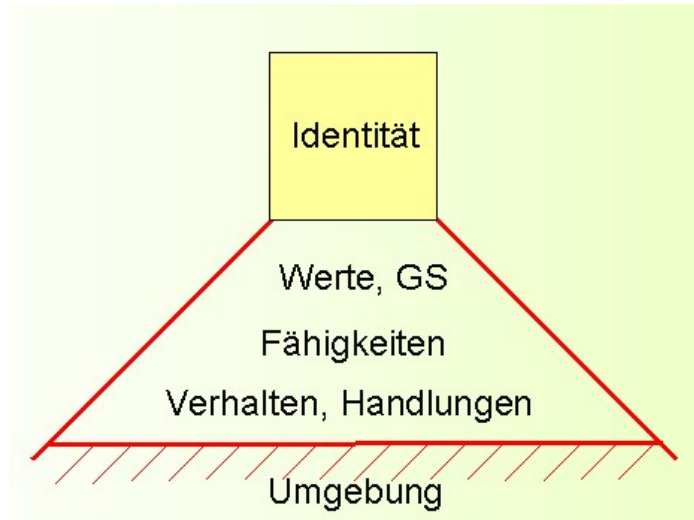 Identität
Werte, GS
Fähigkeiten
Verhalten, Handlungen
Umgebung